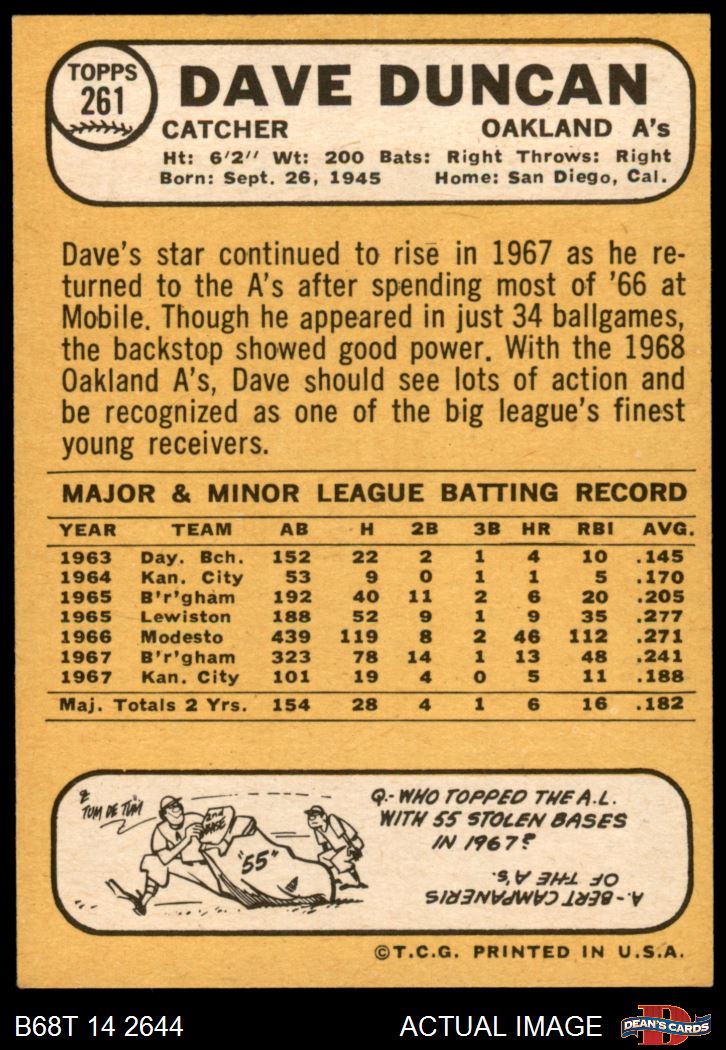 TOPPS
261
DAVE DUNCAN
CATCHER OAKLAND A's
Ht: 6'2" Wt: 200 Bats: Right Throws: Right
Born: Sept. 26, 1945 Home: San Diego, Cal.
Dave's star continued to rise in 1967 as he re-
turned to the A's after spending most of '66 at
Mobile. Though he appeared in just 34 ballgames,
the backstop showed good power. With the 1968
Oakland A's, Dave should see lots of action and
be recognized as one of the big league's finest
young receivers.
MAJOR & MINOR LEAGUE BATTING RECORD
YEAR TEAM AB H 2B 3B HR RBI AVG.
1963 Day. Bch. 152 22 2 1 4 10 .145
1964 Kan. City 53 9 0 1 1 5 .170
1965 B'r'gham 192 40 11 2 6 20 .205
1965 Lewiston 188 52 9 1 9 35 .277
1966 Modesto 439 119 8 2 46 112 .271
1967 B'r'gham 323 78 14 1 13 48 .241
1967 Kan. City 101 19 4 0 5 11 .188
Maj. Totals 2 Yrs. 154 28 4 1 6 16 .182
TUM DE TUM
2nd
BASE
"55"
A
Q.- WHO TOPPED THE A.L.
WITH 55 STOLEN BASES
IN 1967?
A.- BERT CAMPANERIS
OF THE A's.
©T.C.G. PRINTED IN U.S.A.
B68T 14 2644 ACTUAL IMAGE
D
DEAN'S CARDS